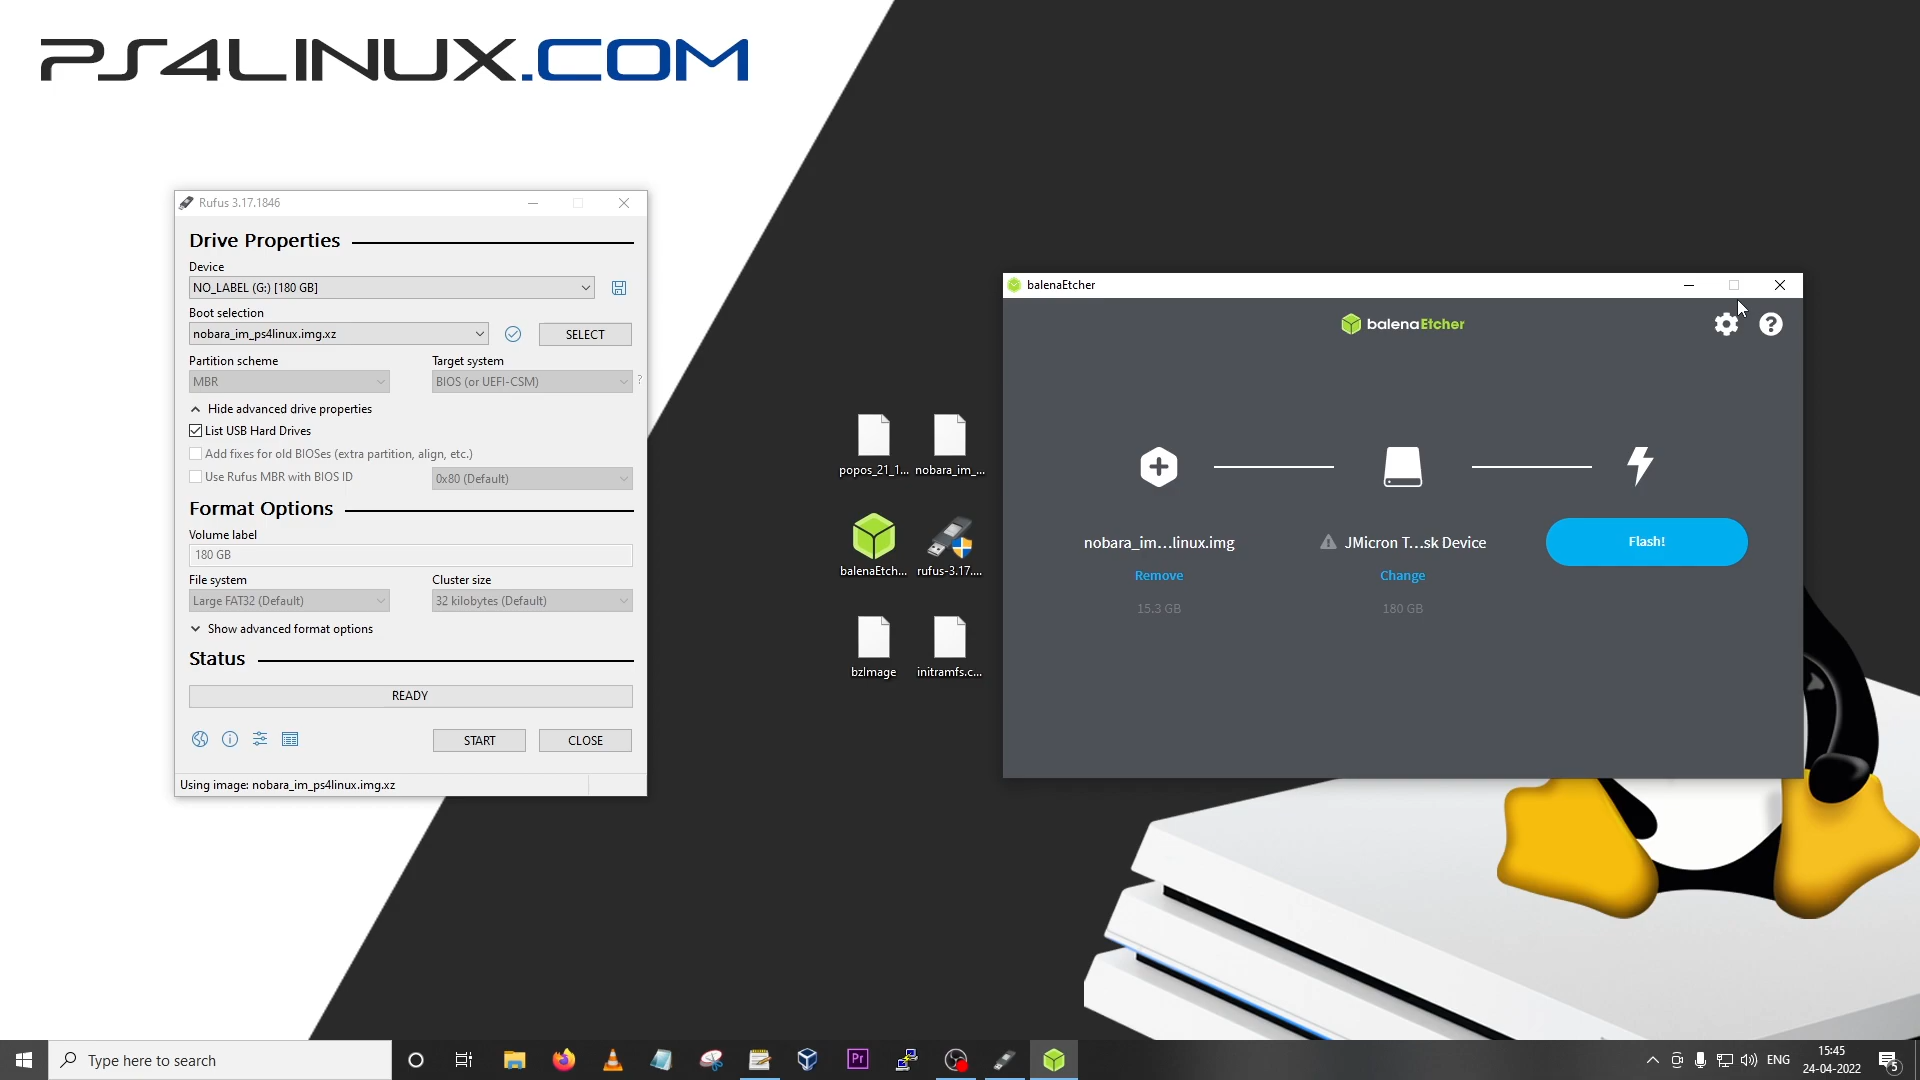 PS4LINUX.COM
Rufus 3.17.1846
Drive Properties
Device
NO_LABEL (G:) [180 GB]
Boot selection
nobara_im_ps4linux.img.xz
SELECT
Partition scheme
Target system
MBR
BIOS (or UEFI-CSM)
?
Hide advanced drive properties
List USB Hard Drives
Add fixes for old BIOSes (extra partition, align, etc.)
Use Rufus MBR with BIOS ID
0x80 (Default)
Format Options
Volume label
180 GB
File system
Cluster size
Large FAT32 (Default)
32 kilobytes (Default)
Show advanced format options
Status
READY
START
CLOSE
Using image: nobara_im_ps4linux.img.xz
popos_21_1...
nobara_im_...
balenaEtch...
rufus-3.17....
bzImage
initramfs.c...
balenaEtcher
balenaEtcher
nobara_im...linux.img
JMicron T...sk Device
Flash!
Remove
Change
15.3 GB
180 GB
Type here to search
Pr
ENG
15:45
24-04-2022
5